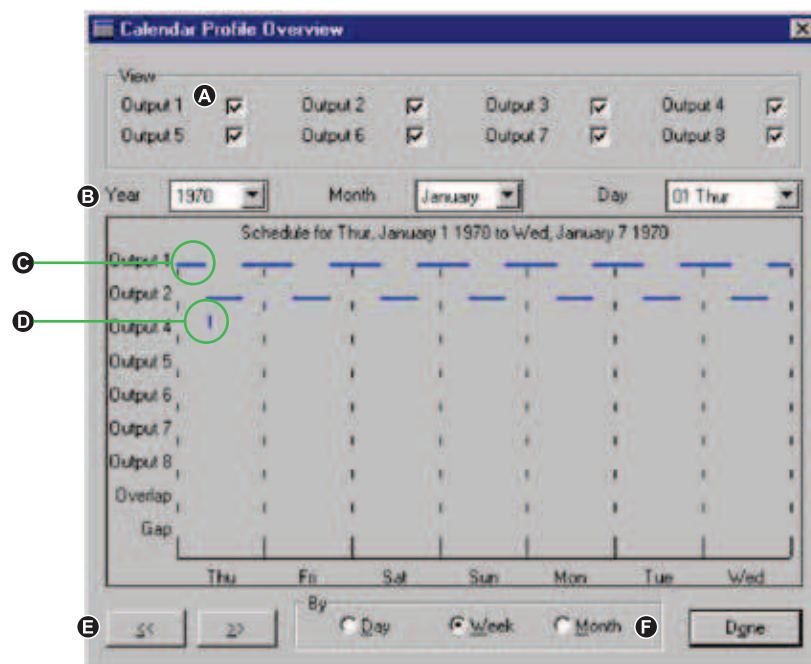 Calendar Profile Overview
View
Output 1 A Output 2 Output 3 Output 4
Output 5 Output 6 Output 7 Output 8
B Year 1970 Month January Day 01 Thur
Schedule for Thur, January 1 1970 to Wed, January 7 1970
C Output 1
Output 2
D Output 4
Output 5
Output 6
Output 7
Output 8
Overlap
Gap
Thu Fri Sat Sun Mon Tue Wed
By
E << >> Day Week Month F Done